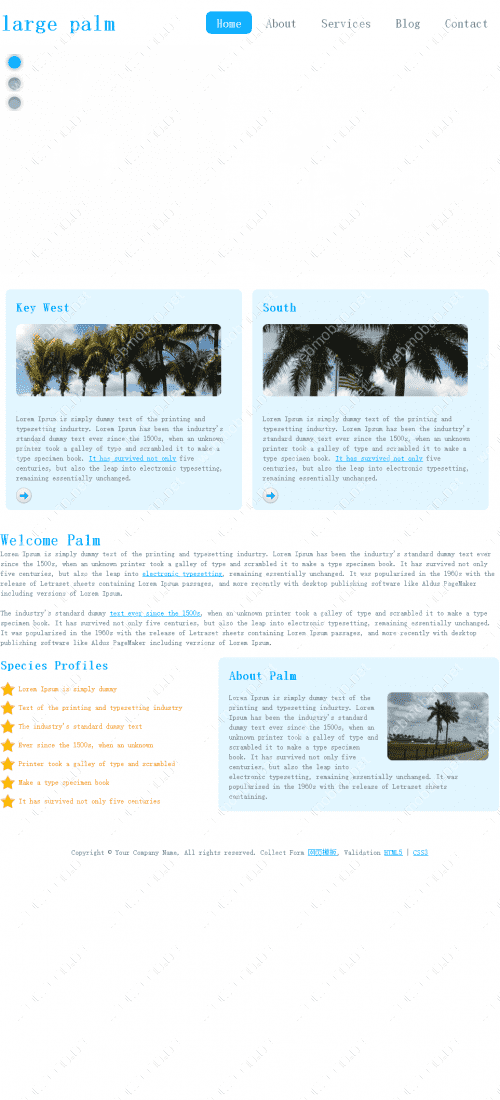 large palm
Home About Services Blog Contact
Key West
Lorem Ipsum is simply dummy text of the printing and
typesetting industry. Lorem Ipsum has been the industry's
standard dummy text ever since the 1500s, when an unknown
printer took a galley of type and scrambled it to make a
type specimen book. It has survived not only five
centuries, but also the leap into electronic typesetting,
remaining essentially unchanged.
South
Lorem Ipsum is simply dummy text of the printing and
typesetting industry. Lorem Ipsum has been the industry's
standard dummy text ever since the 1500s, when an unknown
printer took a galley of type and scrambled it to make a
type specimen book. It has survived not only five
centuries, but also the leap into electronic typesetting,
remaining essentially unchanged.
Welcome Palm
Lorem Ipsum is simply dummy text of the printing and typesetting industry. Lorem Ipsum has been the industry's standard dummy text ever
since the 1500s, when an unknown printer took a galley of type and scrambled it to make a type specimen book. It has survived not only
five centuries, but also the leap into electronic typesetting, remaining essentially unchanged. It was popularised in the 1960s with the
release of Letraset sheets containing Lorem Ipsum passages, and more recently with desktop publishing software like Aldus PageMaker
including versions of Lorem Ipsum.
The industry's standard dummy text ever since the 1500s, when an unknown printer took a galley of type and scrambled it to make a type
specimen book. It has survived not only five centuries, but also the leap into electronic typesetting, remaining essentially unchanged.
It was popularised in the 1960s with the release of Letraset sheets containing Lorem Ipsum passages, and more recently with desktop
publishing software like Aldus PageMaker including versions of Lorem Ipsum.
Species Profiles
Lorem Ipsum is simply dummy
Text of the printing and typesetting industry
The industry's standard dummy text
Ever since the 1500s, when an unknown
Printer took a galley of type and scrambled
Make a type specimen book
It has survived not only five centuries
About Palm
Lorem Ipsum is simply dummy text of the
printing and typesetting industry. Lorem
Ipsum has been the industry's standard
dummy text ever since the 1500s, when an
unknown printer took a galley of type and
scrambled it to make a type specimen
book. It has survived not only five
centuries, but also the leap into
electronic typesetting, remaining essentially unchanged. It was
popularised in the 1960s with the release of Letraset sheets
containing.
Copyright © Your Company Name. All rights reserved. Collect Form 网页模板. Validation HTML5 | CSS3